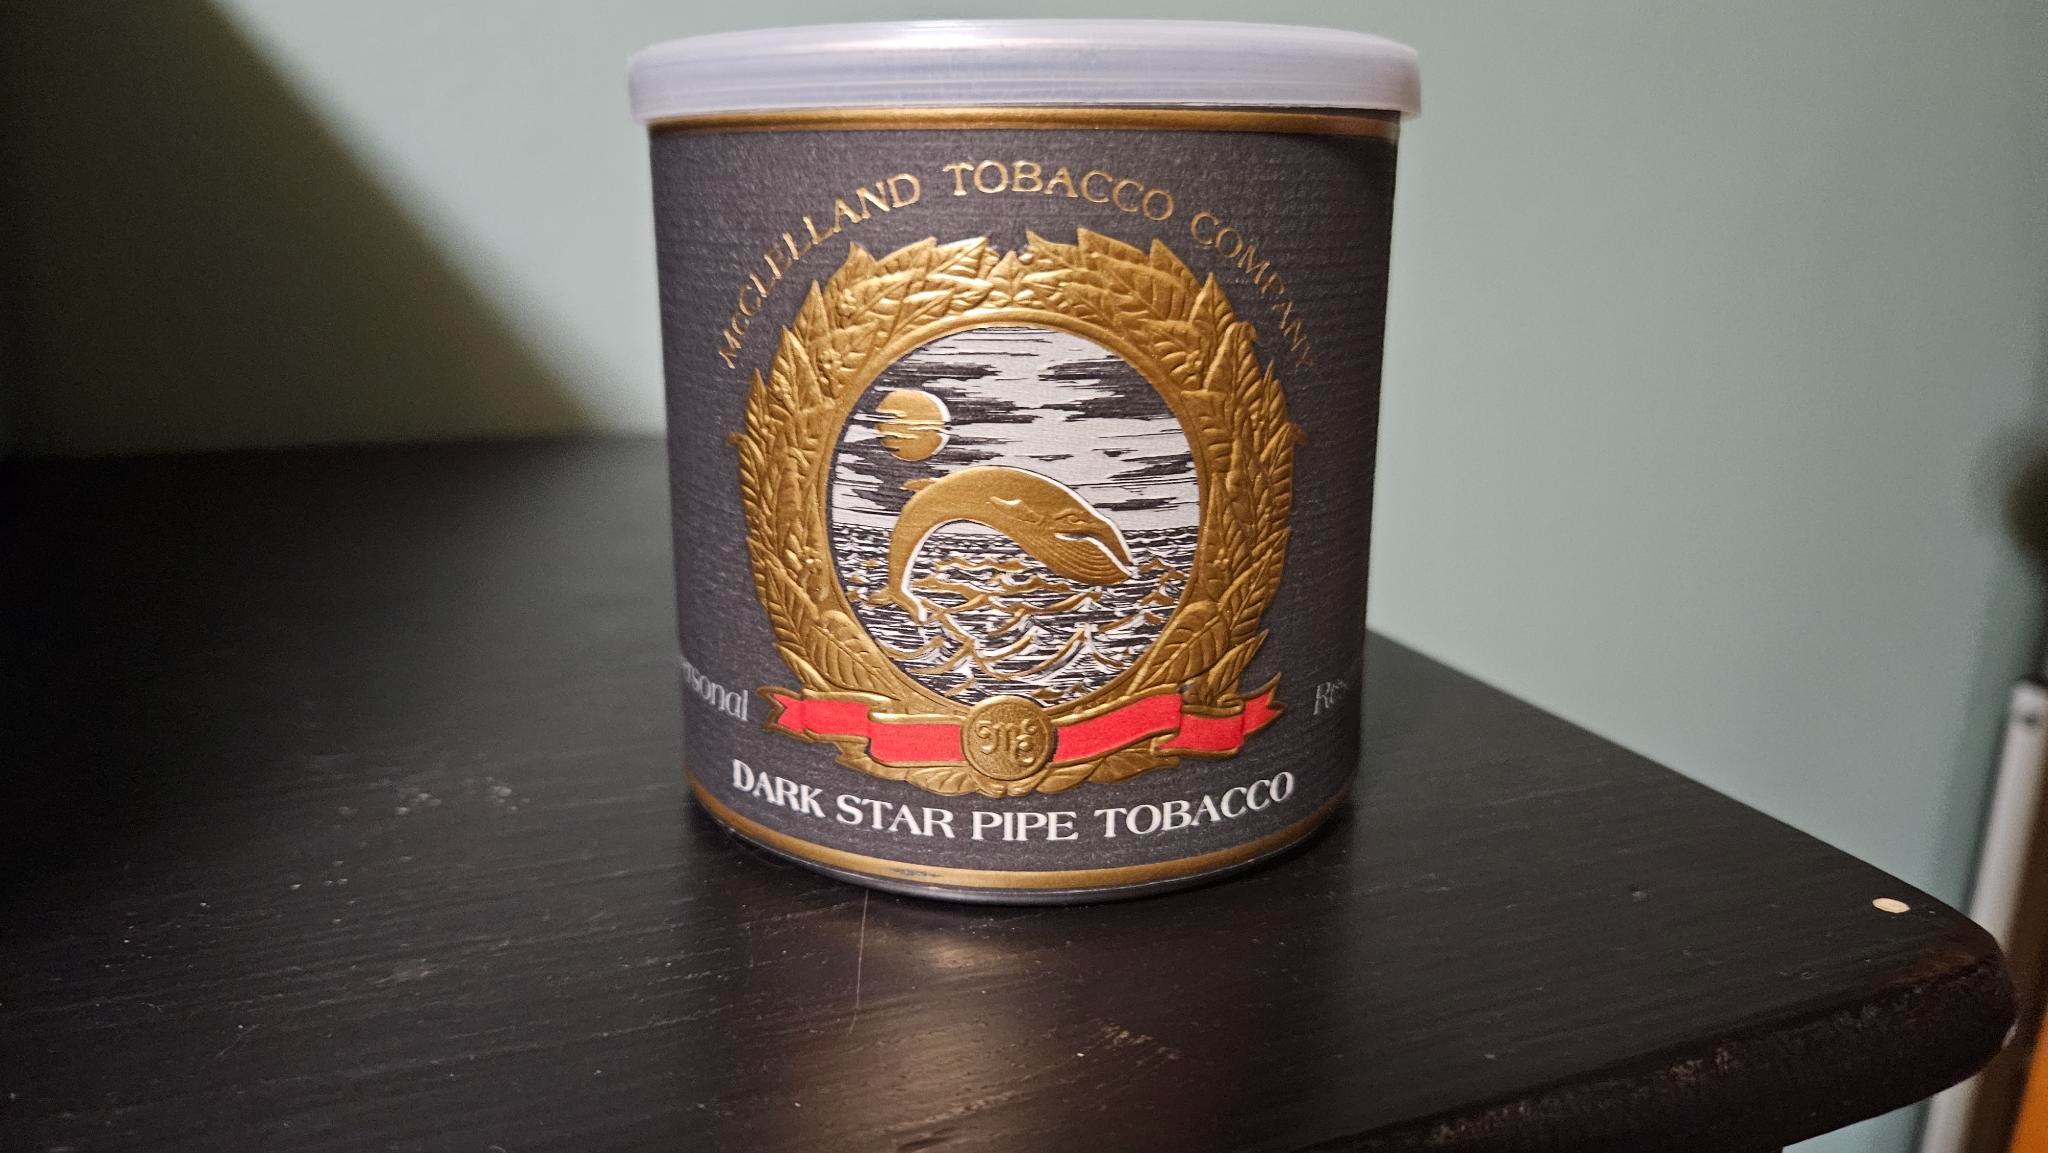 McCLELLAND TOBACCO COMPANY
DARK STAR PIPE TOBACCO